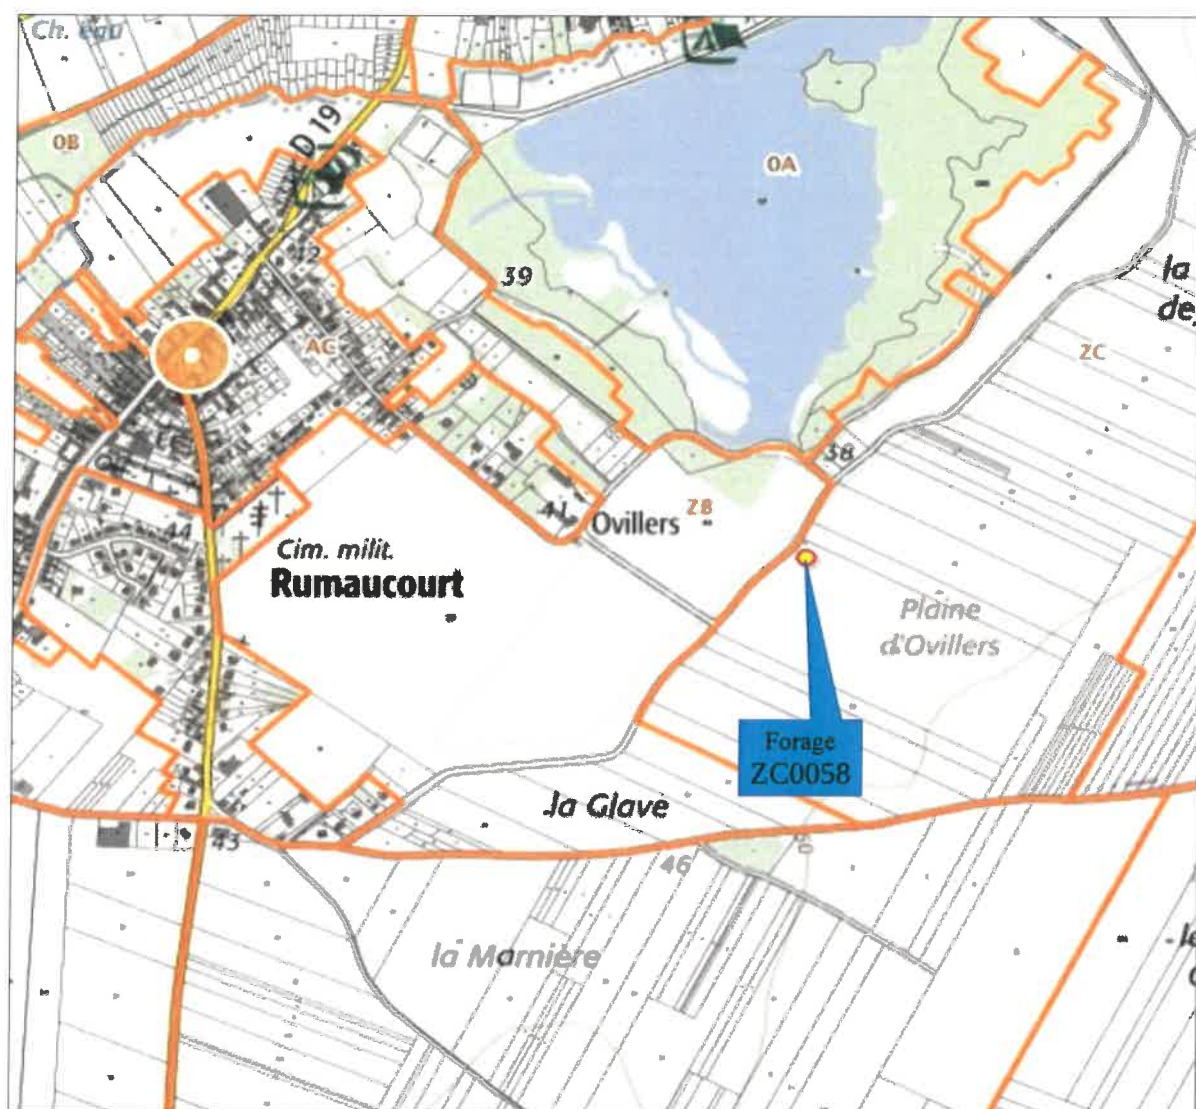 Ch. eau
D 19
OB
OA
42
39
la
de
AC
ZC
38
41
Ovillers
ZB
44
Cim. milit.
Rumaucourt
Plaine
d'Ovillers
Forage
ZC0058
la Glave
43
46
la Marnière